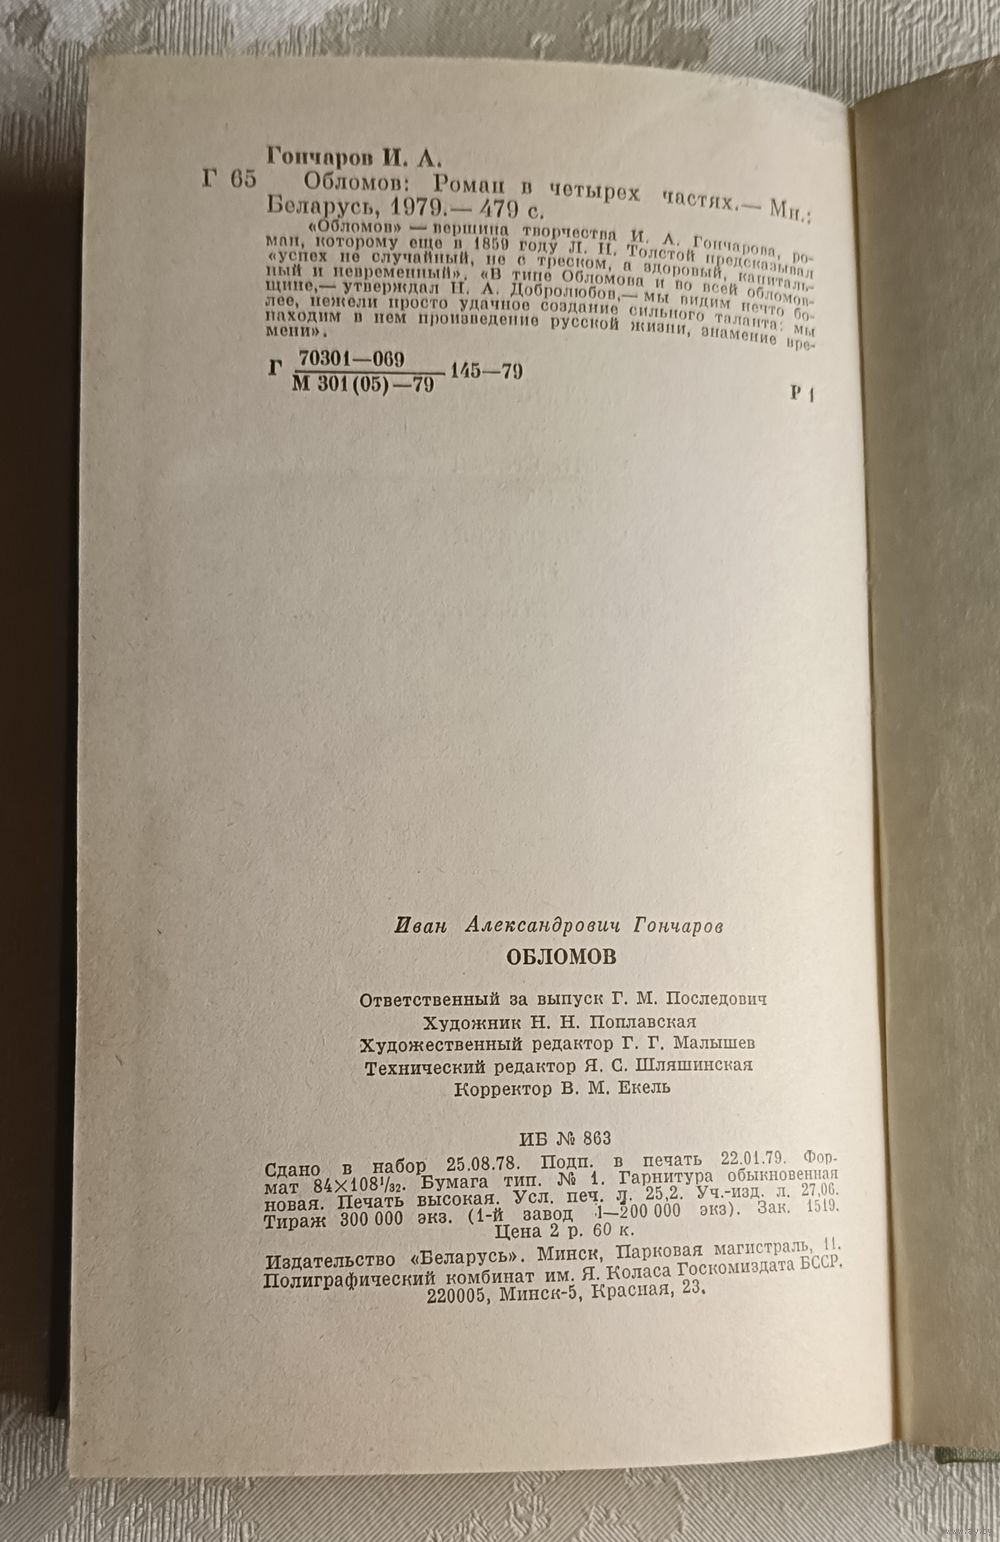 Гончаров И. А.
Г 65 Обломов: Роман в четырех частях.— Мн.:
Беларусь, 1979.— 479 с.
«Обломов» — вершина творчества И. А. Гончарова, ро-
ман, которому еще в 1859 году Л. Н. Толстой предсказывал
«успех не случайный, не с треском, а здоровый, капиталь-
ный и невременный». «В типе Обломова и во всей обломов-
щине,— утверждал Н. А. Добролюбов,— мы видим нечто бо-
лее, нежели просто удачное создание сильного таланта: мы
находим в нем произведение русской жизни, знамение вре-
мени».
Г 70301—069 145—79
М 301(05)—79
Р 1
Иван Александрович Гончаров
ОБЛОМОВ
Ответственный за выпуск Г. М. Последович
Художник Н. Н. Поплавская
Художественный редактор Г. Г. Малышев
Технический редактор Я. С. Шляшинская
Корректор В. М. Екель
ИБ № 863
Сдано в набор 25.08.78. Подп. в печать 22.01.79. Фор-
мат 84×108¹/₃₂. Бумага тип. № 1. Гарнитура обыкновенная
новая. Печать высокая. Усл. печ. л. 25,2. Уч.-изд. л. 27,06.
Тираж 300 000 экз. (1-й завод 1—200 000 экз). Зак. 1519.
Цена 2 р. 60 к.
Издательство «Беларусь». Минск, Парковая магистраль, 11.
Полиграфический комбинат им. Я. Коласа Госкомиздата БССР.
220005, Минск-5, Красная, 23.
www.ay.by